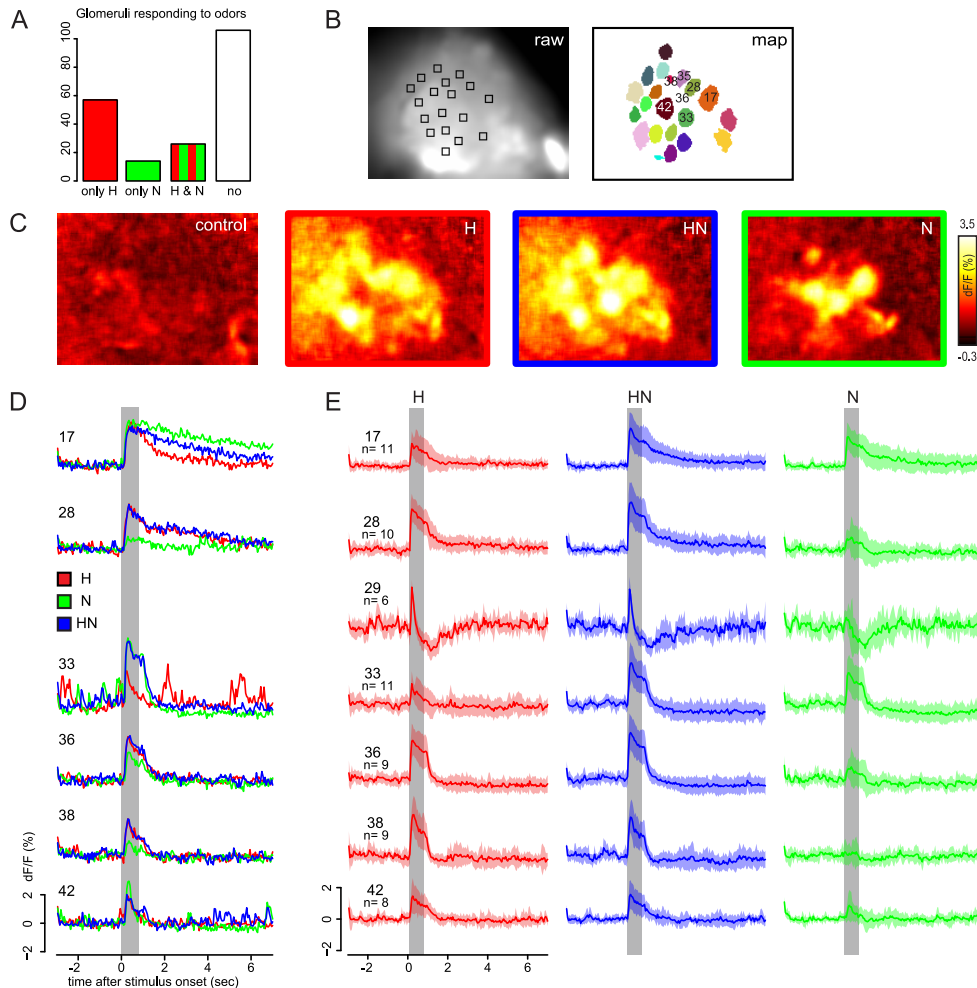 A
Glomeruli responding to odors
100
80
60
40
20
0
only H
only N
H & N
no
B
raw
map
35
38
28
36
17
42
33
C
control
H
HN
N
3.5
dF/F (%)
-0.3
D
17
28
H
N
HN
33
36
38
42
dF/F (%)
2
0
−2
-2
0
2
4
6
time after stimulus onset (sec)
E
H
HN
N
17
n= 11
28
n= 10
29
n= 6
33
n= 11
36
n= 9
38
n= 9
42
n= 8
2
0
−2
-2
0
2
4
6